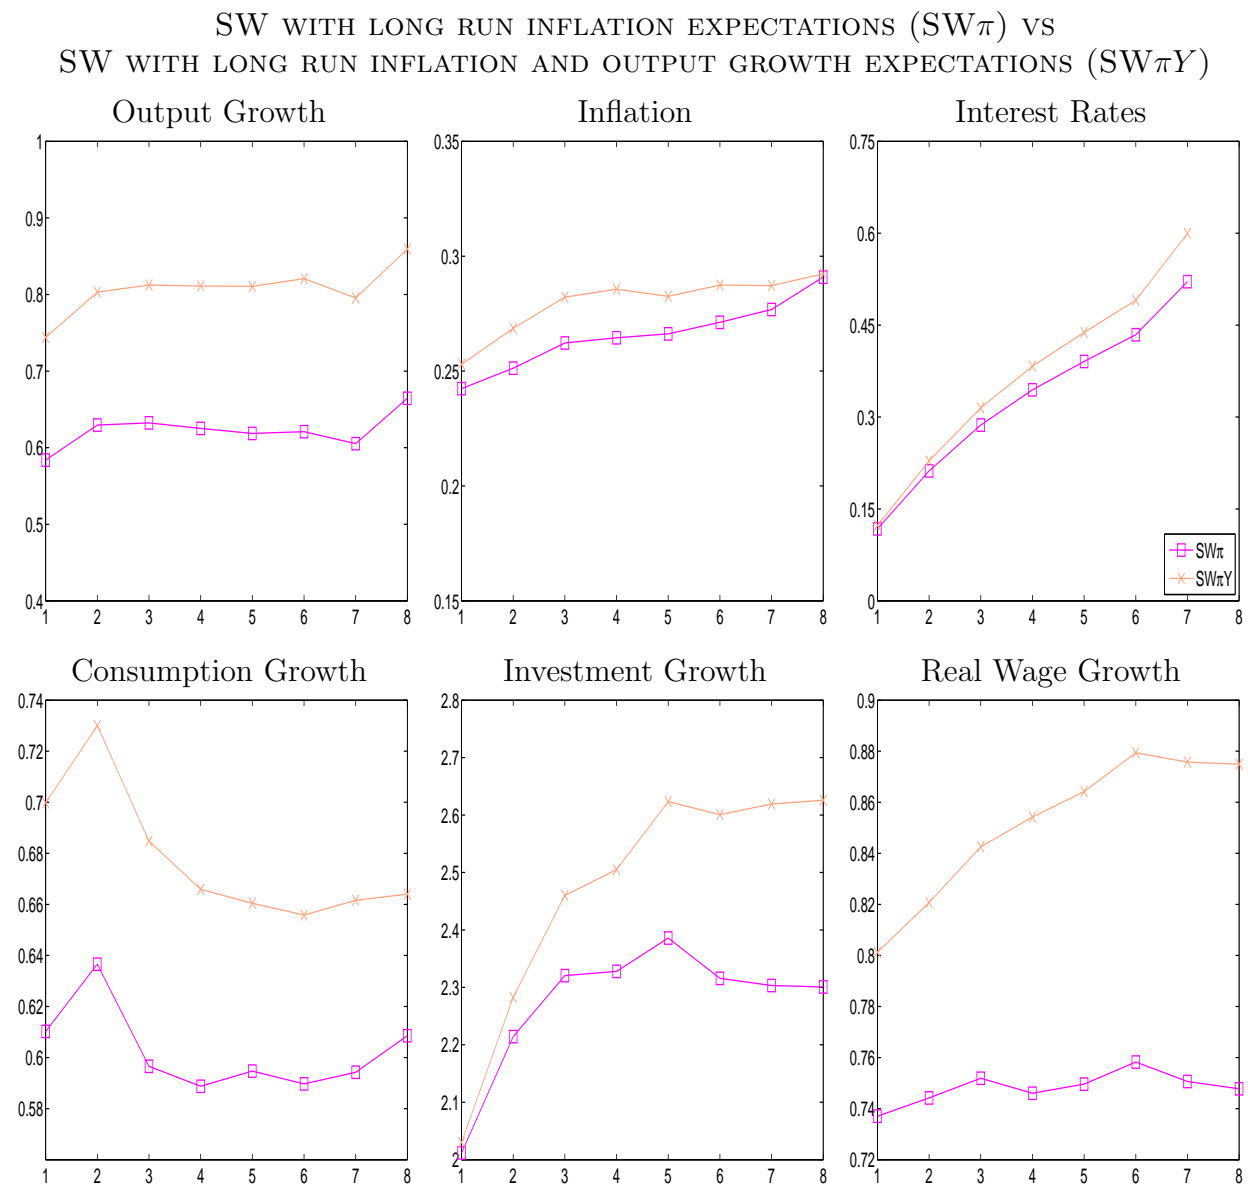 SW WITH LONG RUN INFLATION EXPECTATIONS (SWπ) VS
SW WITH LONG RUN INFLATION AND OUTPUT GROWTH EXPECTATIONS (SWπY)
Output Growth
1
0.9
0.8
0.7
0.6
0.5
0.4
1 2 3 4 5 6 7 8
Inflation
0.35
0.3
0.25
0.2
0.15
1 2 3 4 5 6 7 8
Interest Rates
0.75
0.6
0.45
0.3
0.15
0
SWπ
SWπY
1 2 3 4 5 6 7 8
Consumption Growth
0.74
0.72
0.7
0.68
0.66
0.64
0.62
0.6
0.58
1 2 3 4 5 6 7 8
Investment Growth
2.8
2.7
2.6
2.5
2.4
2.3
2.2
2.1
2
1 2 3 4 5 6 7 8
Real Wage Growth
0.9
0.88
0.86
0.84
0.82
0.8
0.76
0.74
0.72
1 2 3 4 5 6 7 8